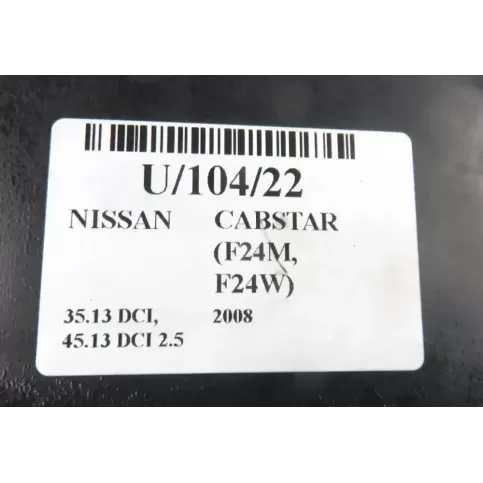 U/104/22
NISSAN CABSTAR
(F24M,
F24W)
35.13 DCI, 2008
45.13 DCI 2.5